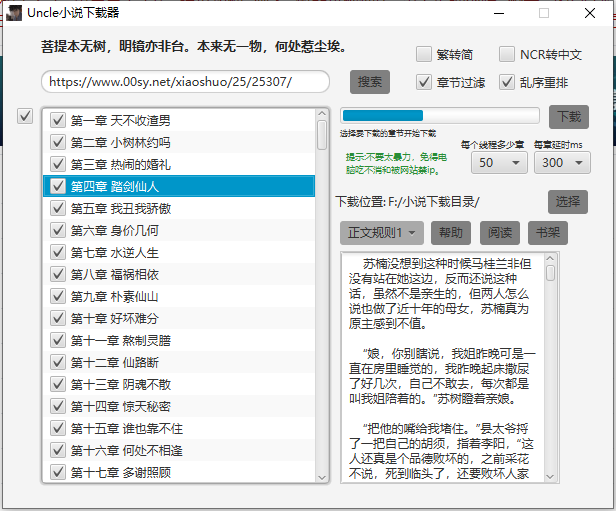 Uncle小说下载器
菩提本无树，明镜亦非台。本来无一物，何处惹尘埃。
繁转简
NCR转中文
https://www.00sy.net/xiaoshuo/25/25307/
搜索
章节过滤
乱序重排
第一章 天不收渣男
第二章 小树林约吗
第三章 热闹的婚礼
第四章 踏剑仙人
第五章 我丑我骄傲
第六章 身价几何
第七章 水逆人生
第八章 福祸相依
第九章 朴素仙山
第十章 好坏难分
第十一章 熬制灵膳
第十二章 仙路断
第十三章 阴魂不散
第十四章 惊天秘密
第十五章 谁也靠不住
第十六章 何处不相逢
第十七章 多谢照顾
下载
选择要下载的章节开始下载
每个线程多少章
每章延时ms
提示:不要太暴力，免得电
脑吃不消和被网站禁ip。
50
300
下载位置: F:/小说下载目录/
选择
正文规则1
帮助
阅读
书架
苏楠没想到这种时候马桂兰非但
没有站在她这边，反而还说这种
话，虽然不是亲生的，但两人怎么
说也做了近十年的母女，苏楠真为
原主感到不值。
“娘，你别瞎说，我姐昨晚可是一
直在房里睡觉的，我昨晚起床撒尿
了好几次，自己不敢去，每次都是
叫我姐陪着的。”苏树瞪着亲娘。
“把他的嘴给我堵住。”县太爷捋
了一把自己的胡须，指着李阳，“这
人还真是个品德败坏的，之前采花
不说，死到临头了，还要败坏人家